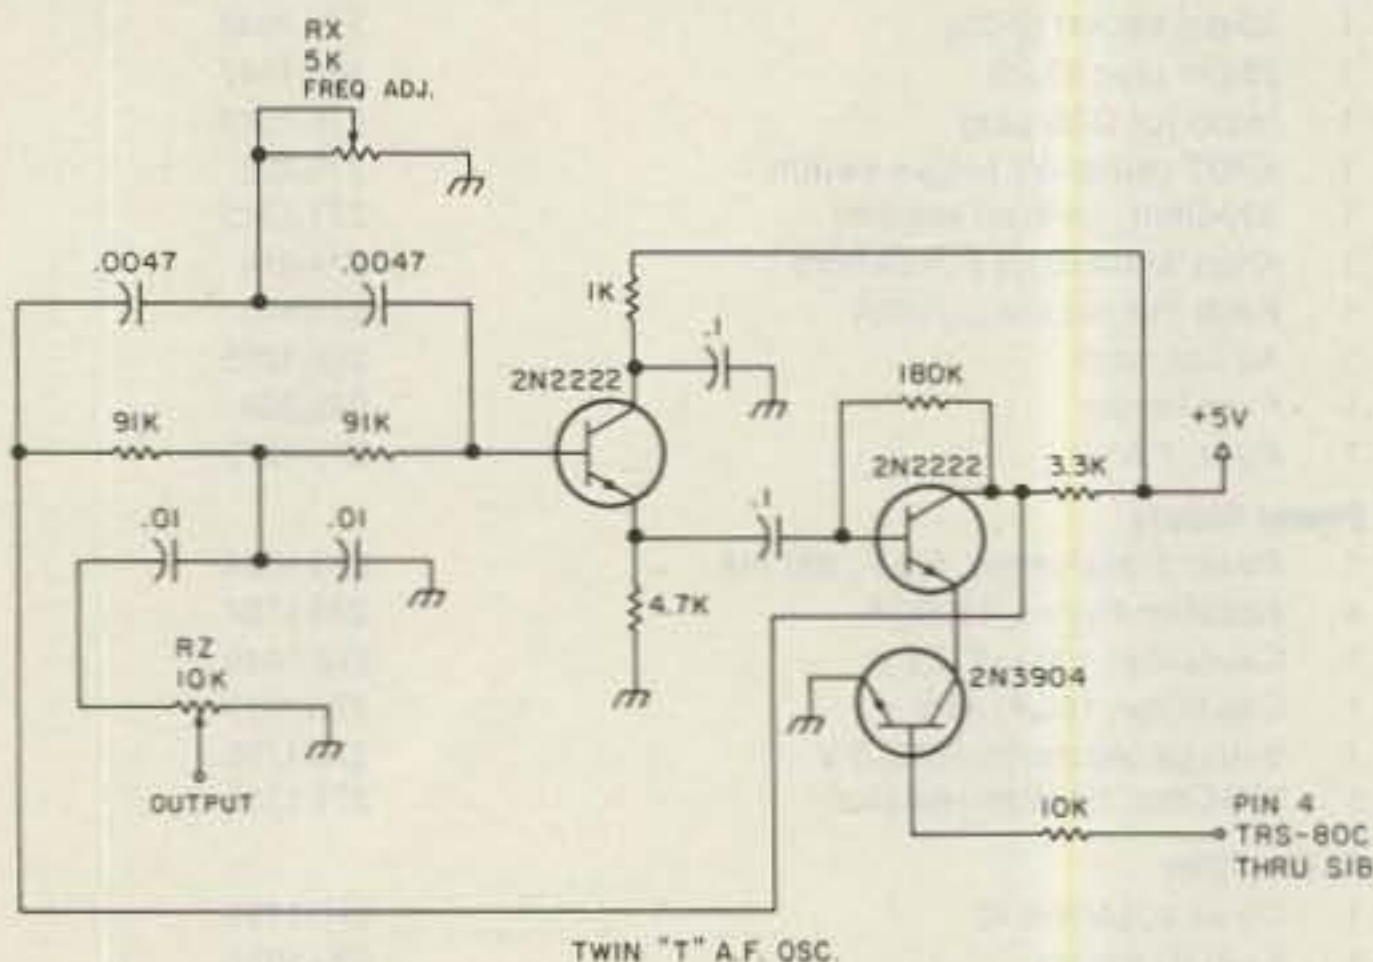 RX
5K
FREQ ADJ.
.0047
.0047
1K
.1
2N2222
180K
+5V
91K
91K
2N2222
3.3K
.01
.01
.1
4.7K
RZ
10K
2N3904
OUTPUT
10K
PIN 4
TRS-80C
THRU S1B
TWIN "T" A.F. OSC.